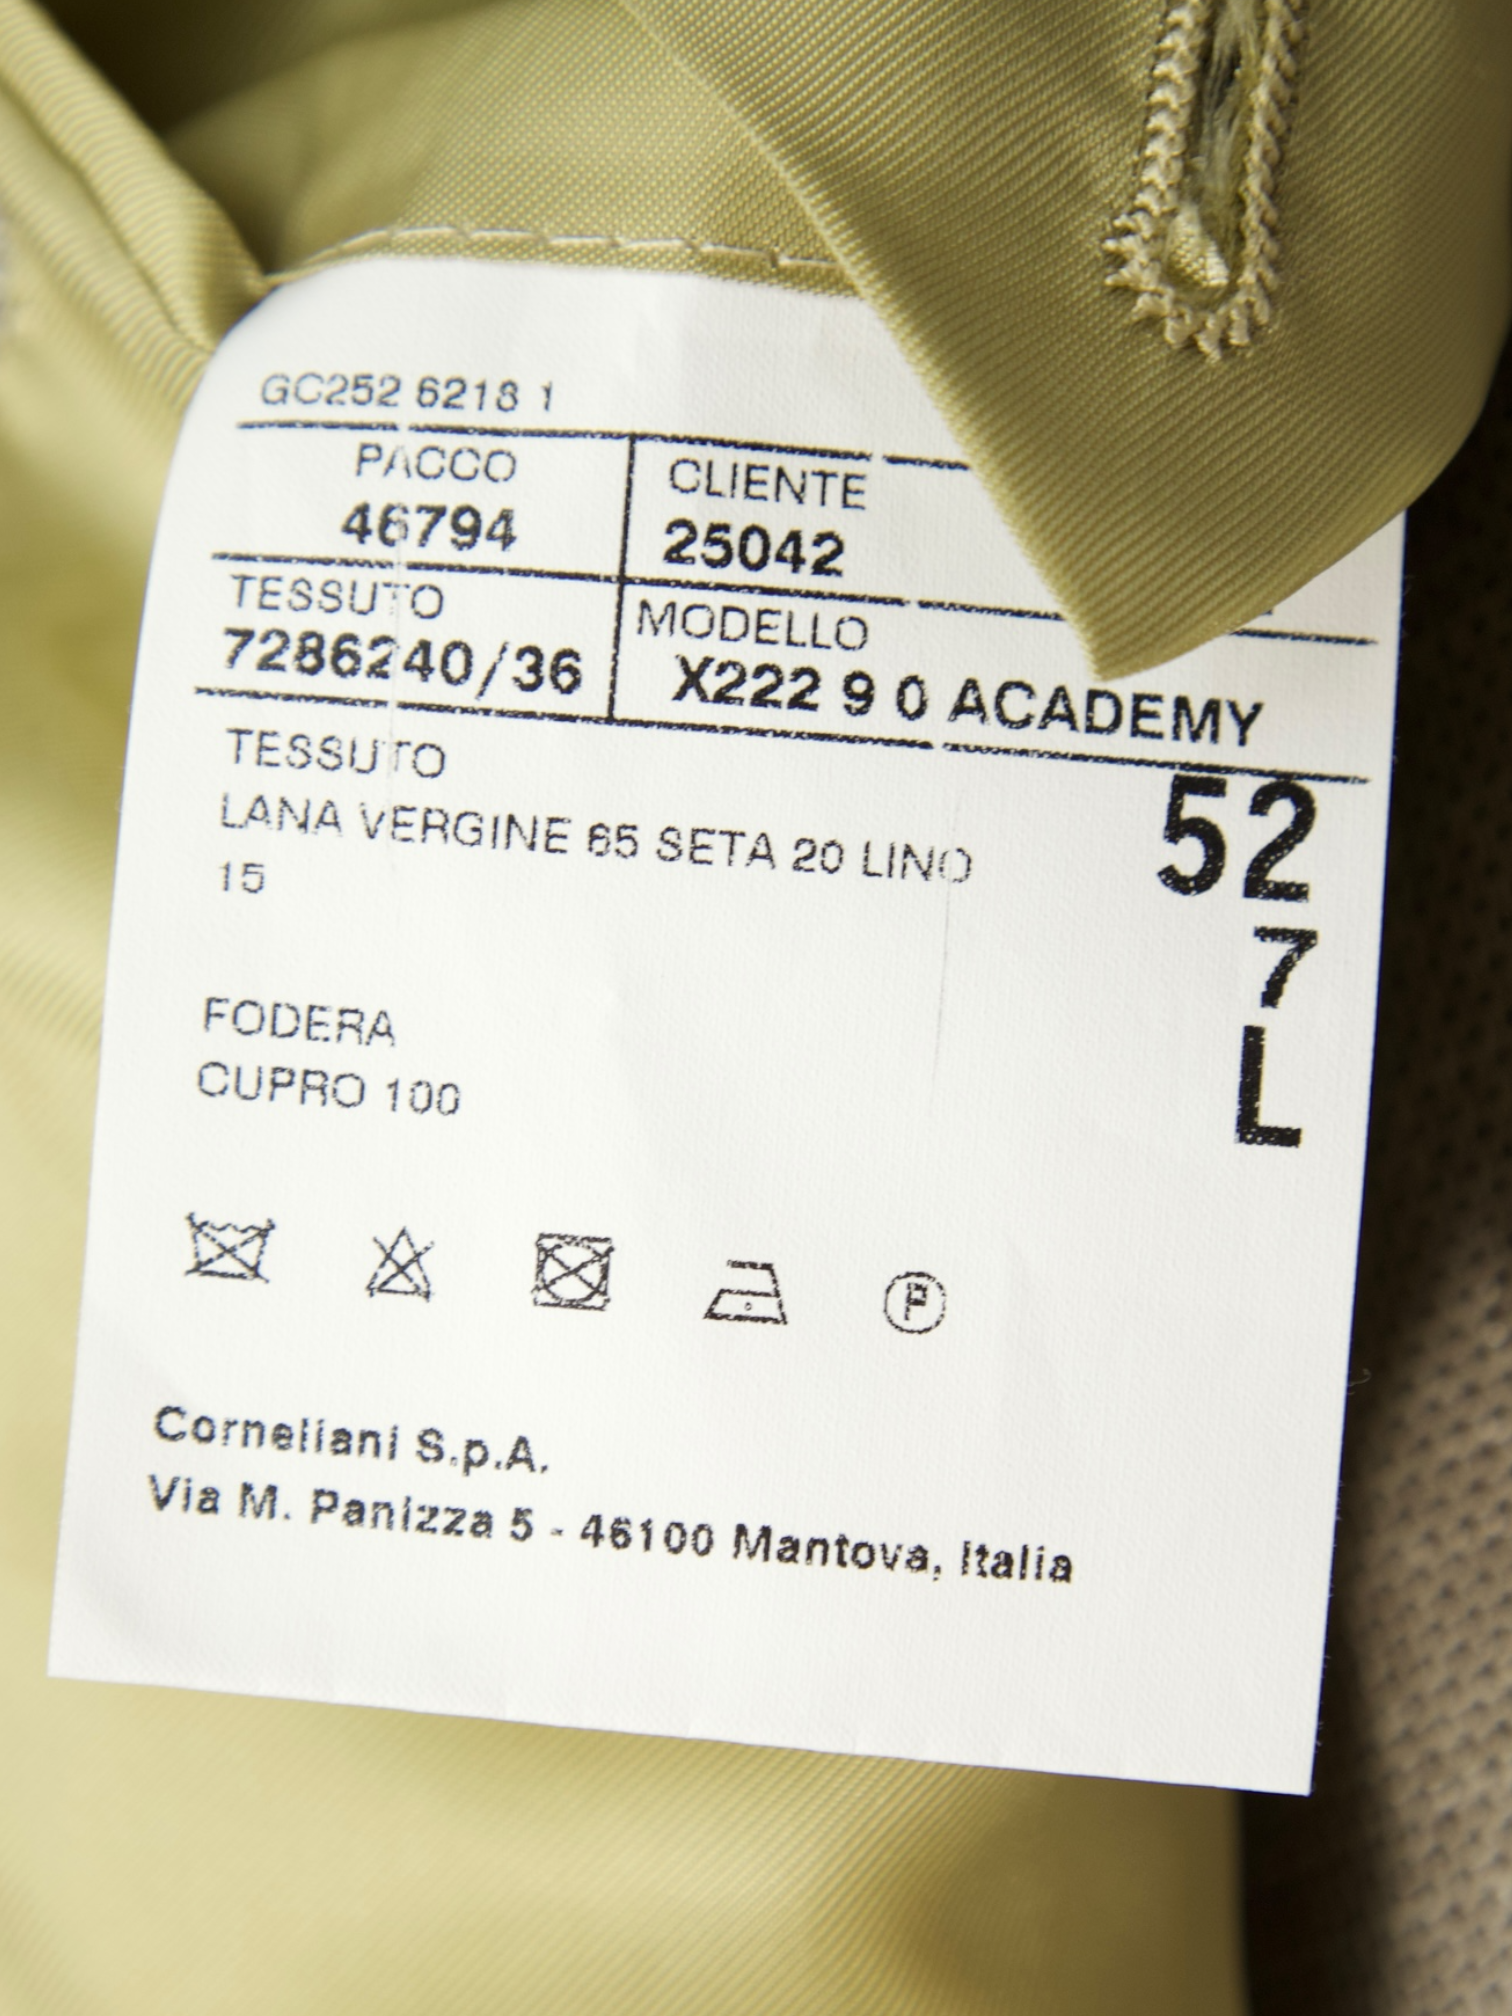 GC252 6218 1
PACCO CLIENTE
46794 25042
TESSUTO MODELLO
7286240/36 X222 9 0 ACADEMY
TESSUTO
LANA VERGINE 65 SETA 20 LINO
15
52
7
L
FODERA
CUPRO 100
P
Corneliani S.p.A.
Via M. Panizza 5 - 46100 Mantova, Italia